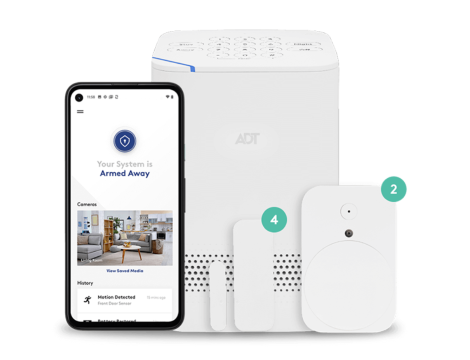 ADT
11:00
Your System is
Armed Away
Cameras
Living Room
View Saved Media
History
Motion Detected
Front Door Sensor
4
2